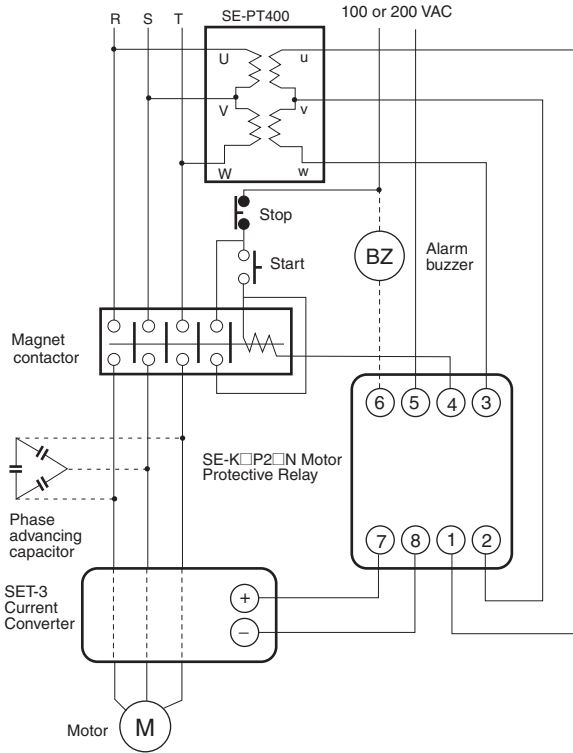 R S T
SE-PT400
100 or 200 VAC
U
u
V
v
W
w
Stop
Start
BZ
Alarm
buzzer
Magnet
contactor
6 5 4 3
SE-K□P2□N Motor
Protective Relay
Phase
advancing
capacitor
7 8 1 2
SET-3
Current
Converter
+
−
Motor
M